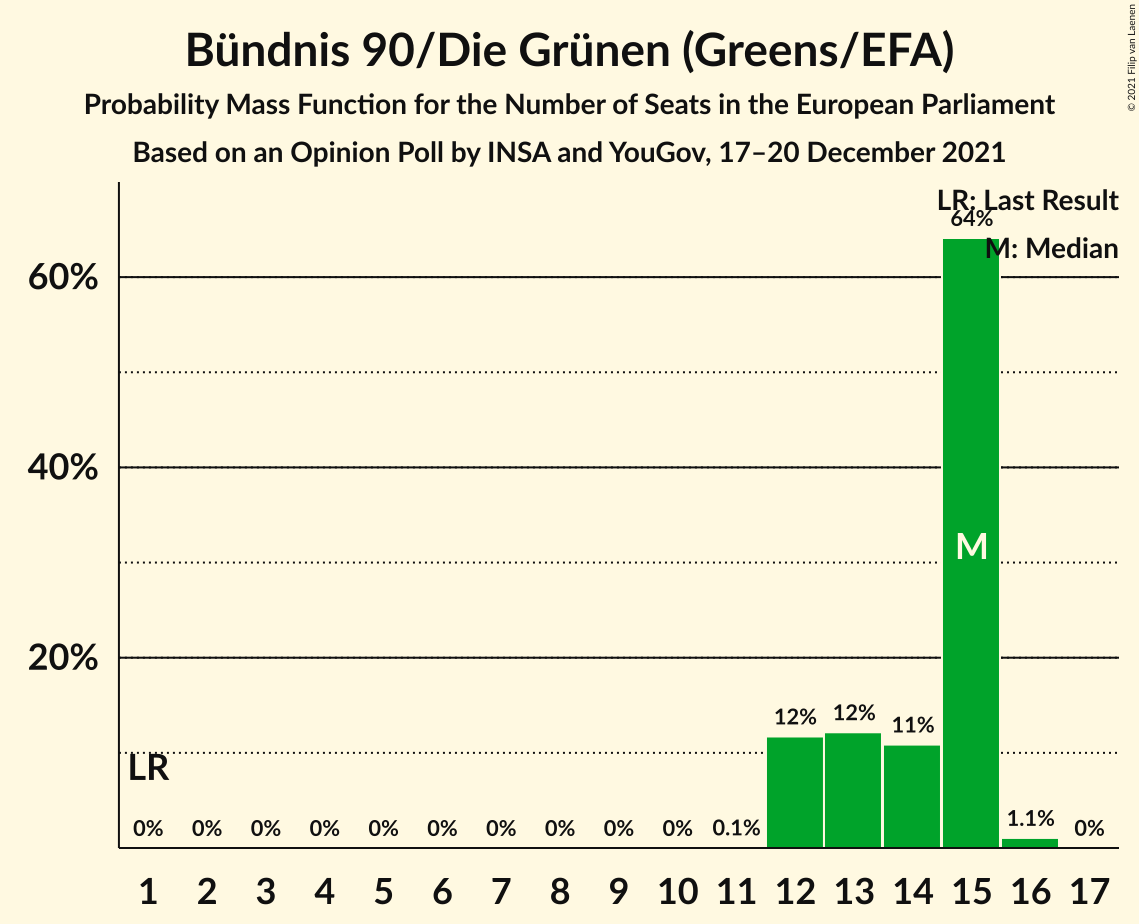 Bündnis 90/Die Grünen (Greens/EFA)
Probability Mass Function for the Number of Seats in the European Parliament
Based on an Opinion Poll by INSA and YouGov, 17–20 December 2021
© 2021 Filip van Laenen
LR: Last Result
M: Median
60%
40%
20%
64%
M
12% 12% 11%
LR
0% 0% 0% 0% 0% 0% 0% 0% 0% 0% 0.1% 1.1% 0%
1 2 3 4 5 6 7 8 9 10 11 12 13 14 15 16 17